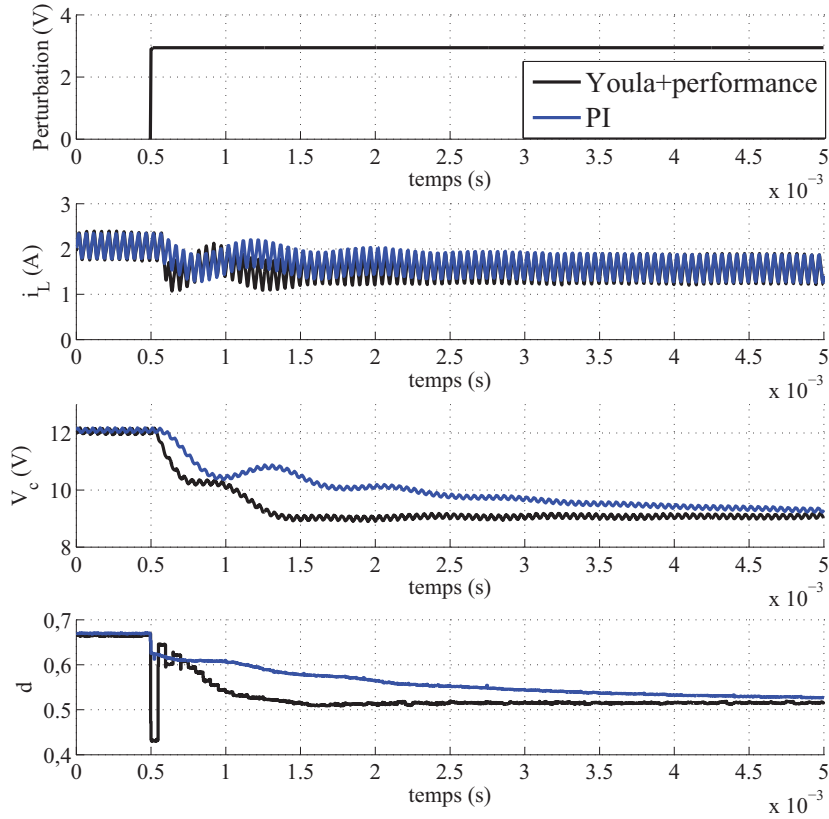 Perturbation (V)
4
2
0
0 0.5 1 1.5 2 2.5 3 3.5 4 4.5 5
temps (s)
x 10⁻³
Youla+performance
PI
i_L (A)
3
2
1
0
0 0.5 1 1.5 2 2.5 3 3.5 4 4.5 5
temps (s)
x 10⁻³
V_c (V)
12
10
8
0 0.5 1 1.5 2 2.5 3 3.5 4 4.5 5
temps (s)
x 10⁻³
d
0,7
0,6
0.5
0,4
0 0.5 1 1.5 2 2.5 3 3.5 4 4.5 5
temps (s)
x 10⁻³